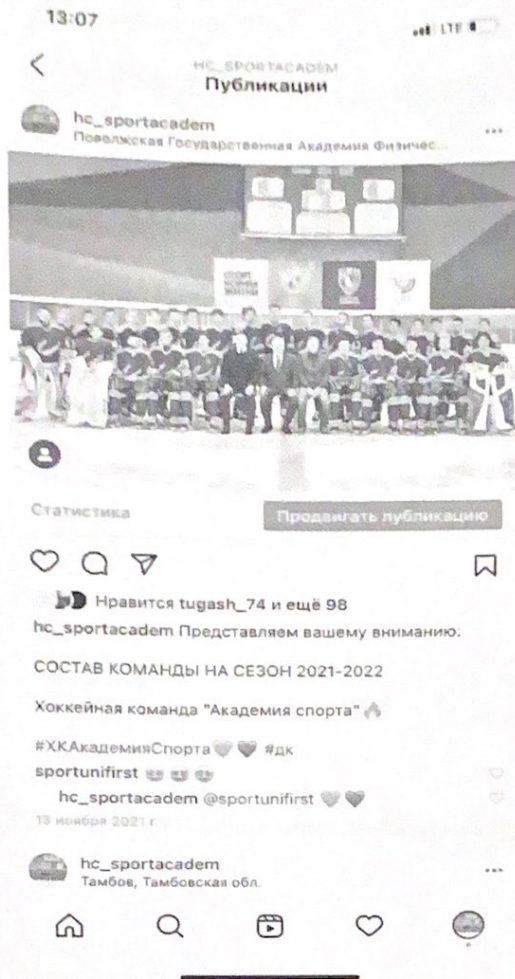 13:07
LTE
HC_SPORTACADEM
Публикации
hc_sportacadem
Поволжская Государственная Академия Физичес...
Статистика
Продвигать публикацию
Нравится tugash_74 и ещё 98
hc_sportacadem Представляем вашему вниманию:
СОСТАВ КОМАНДЫ НА СЕЗОН 2021-2022
Хоккейная команда "Академия спорта"🔥
#ХКАкадемияСпорта🤍🖤 #дк
sportunifirst
hc_sportacadem @sportunifirst 🤍🖤
13 ноября 2021 г.
hc_sportacadem
Тамбов, Тамбовская обл.